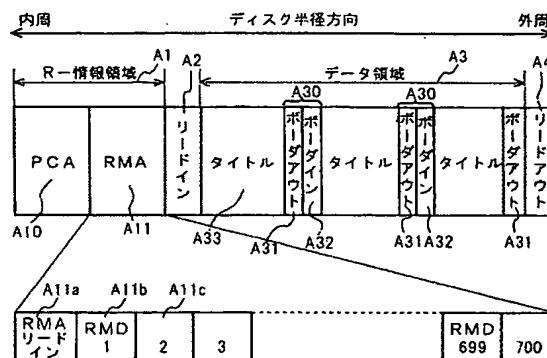 内周 ディスク半径方向 外周
A1 A2 A3 A4
R－情報領域 データ領域
A30 A30
PCA RMA リードイン タイトル ボーダアウト ボーダイン タイトル ボーダアウト ボーダイン タイトル ボーダアウト リードアウト
A10 A11 A33 A31 A32 A31 A32 A31
A11a A11b A11c
RMAリードイン RMD 1 2 3 RMD 699 700